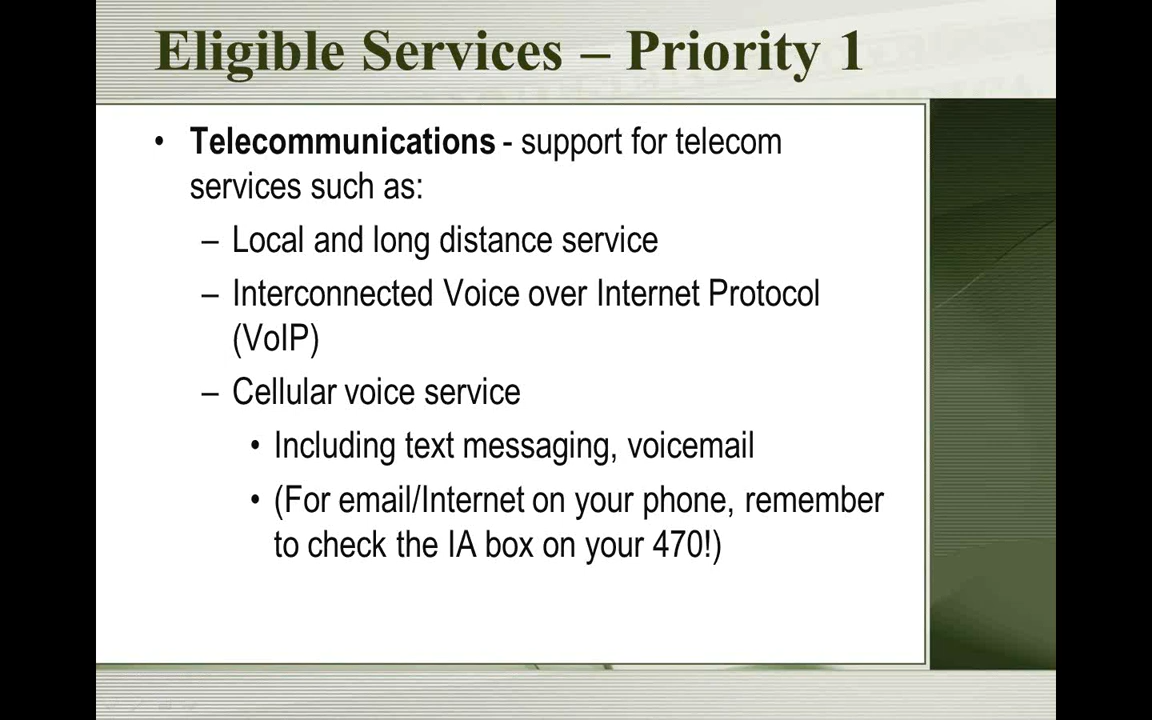 Eligible Services – Priority 1
• Telecommunications - support for telecom
services such as:
– Local and long distance service
– Interconnected Voice over Internet Protocol
(VoIP)
– Cellular voice service
• Including text messaging, voicemail
• (For email/Internet on your phone, remember
to check the IA box on your 470!)